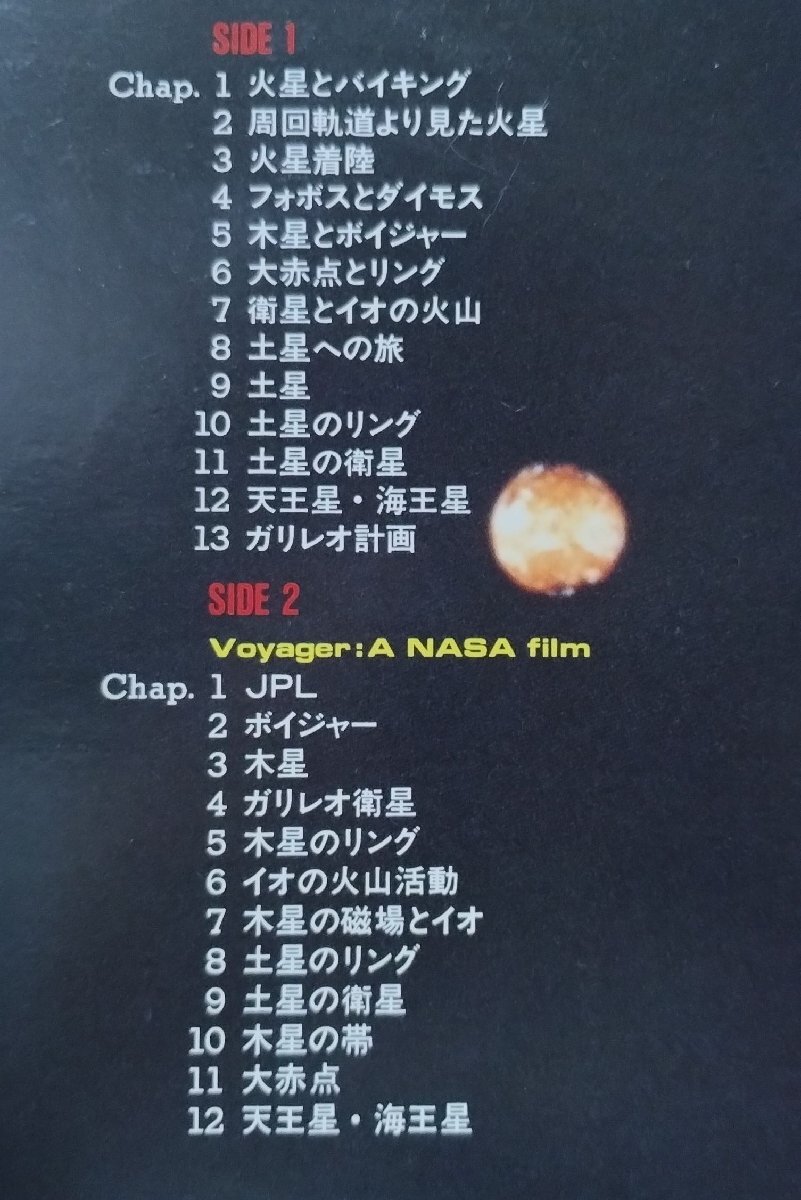 SIDE 1
Chap. 1 火星とバイキング
2 周回軌道より見た火星
3 火星着陸
4 フォボスとダイモス
5 木星とボイジャー
6 大赤点とリング
7 衛星とイオの火山
8 土星への旅
9 土星
10 土星のリング
11 土星の衛星
12 天王星・海王星
13 ガリレオ計画
SIDE 2
Voyager:A NASA film
Chap. 1 JPL
2 ボイジャー
3 木星
4 ガリレオ衛星
5 木星のリング
6 イオの火山活動
7 木星の磁場とイオ
8 土星のリング
9 土星の衛星
10 木星の帯
11 大赤点
12 天王星・海王星